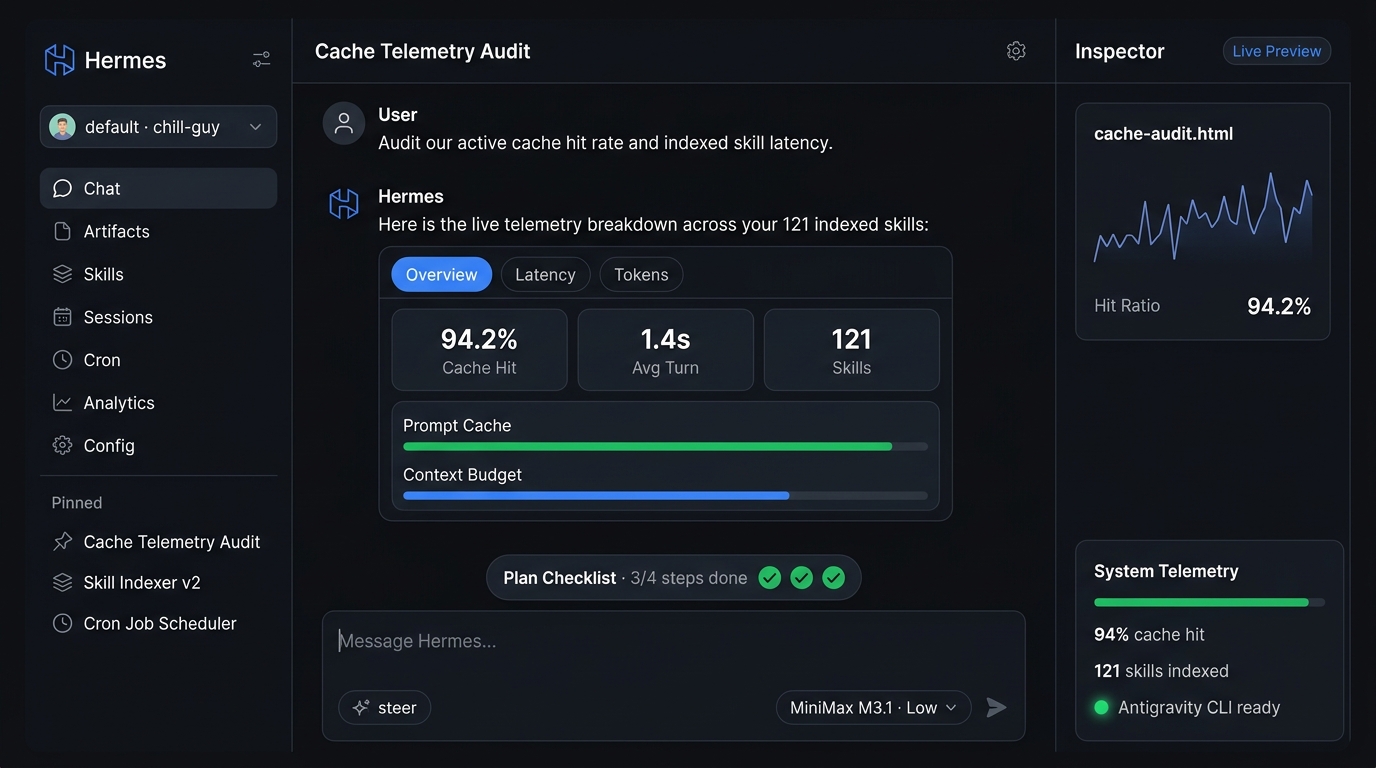 Hermes
default · chill-guy
Chat
Artifacts
Skills
Sessions
Cron
Analytics
Config
Pinned
Cache Telemetry Audit
Skill Indexer v2
Cron Job Scheduler
Cache Telemetry Audit
User
Audit our active cache hit rate and indexed skill latency.
Hermes
Here is the live telemetry breakdown across your 121 indexed skills:
Overview
Latency
Tokens
94.2%
Cache Hit
1.4s
Avg Turn
121
Skills
Prompt Cache
Context Budget
Plan Checklist · 3/4 steps done
Message Hermes...
steer
MiniMax M3.1 · Low
Inspector
Live Preview
cache-audit.html
Hit Ratio
94.2%
System Telemetry
94% cache hit
121 skills indexed
Antigravity CLI ready